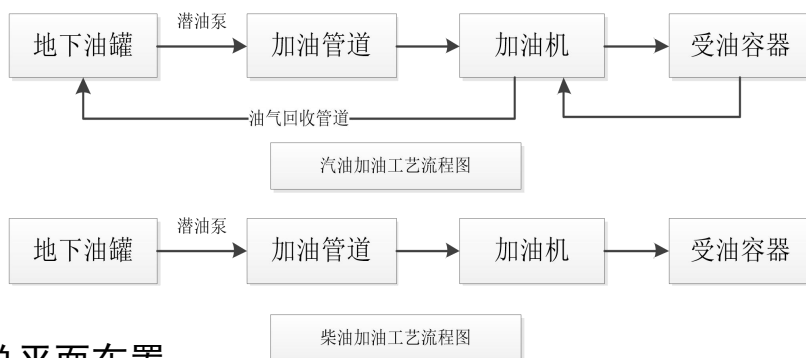 潜油泵
地下油罐 加油管道 加油机 受油容器
油气回收管道
汽油加油工艺流程图
潜油泵
地下油罐 加油管道 加油机 受油容器
柴油加油工艺流程图
平面布置